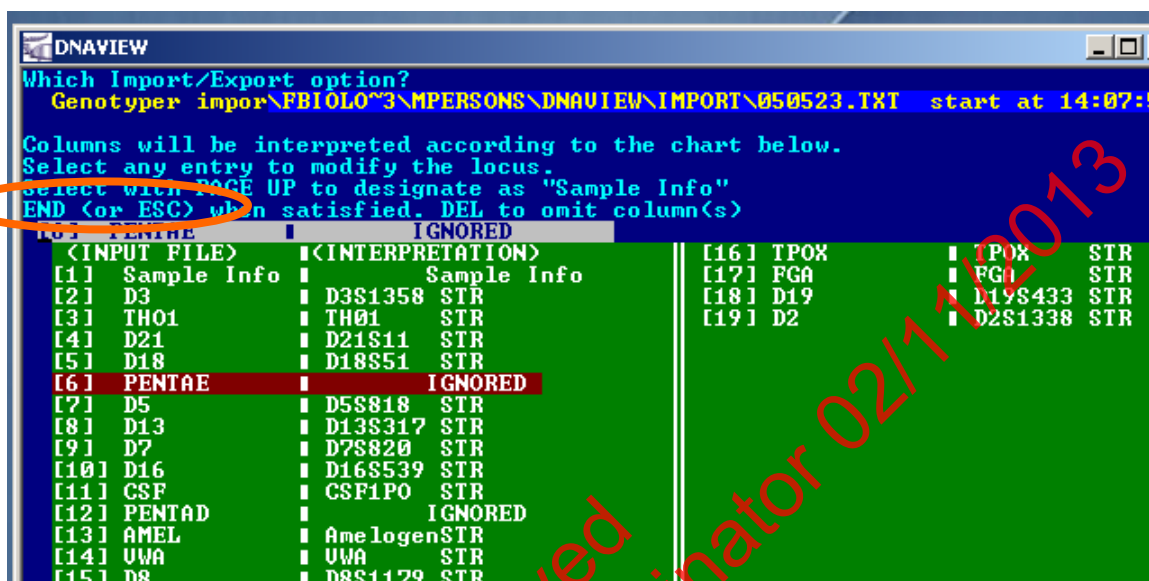 DNAVIEW
Which Import/Export option?
Genotyper impor\FBIOLO~3\MPERSONS\DNAVIEW\IMPORT\050523.TXT start at 14:07:
Columns will be interpreted according to the chart below.
Select any entry to modify the locus.
Select with PAGE UP to designate as "Sample Info"
END (or ESC) when satisfied. DEL to omit column(s)
[6] PENTAE IGNORED
<INPUT FILE> <INTERPRETATION>
[1] Sample Info Sample Info
[2] D3 D3S1358 STR
[3] THO1 TH01 STR
[4] D21 D21S11 STR
[5] D18 D18S51 STR
[6] PENTAE IGNORED
[7] D5 D5S818 STR
[8] D13 D13S317 STR
[9] D7 D7S820 STR
[10] D16 D16S539 STR
[11] CSF CSF1PO STR
[12] PENTAD IGNORED
[13] AMEL AmelogenSTR
[14] VWA VWA STR
[15] D8 D8S1179 STR
[16] TPOX TPOX STR
[17] FGA FGA STR
[18] D19 D19S433 STR
[19] D2 D2S1338 STR
02/11/2013